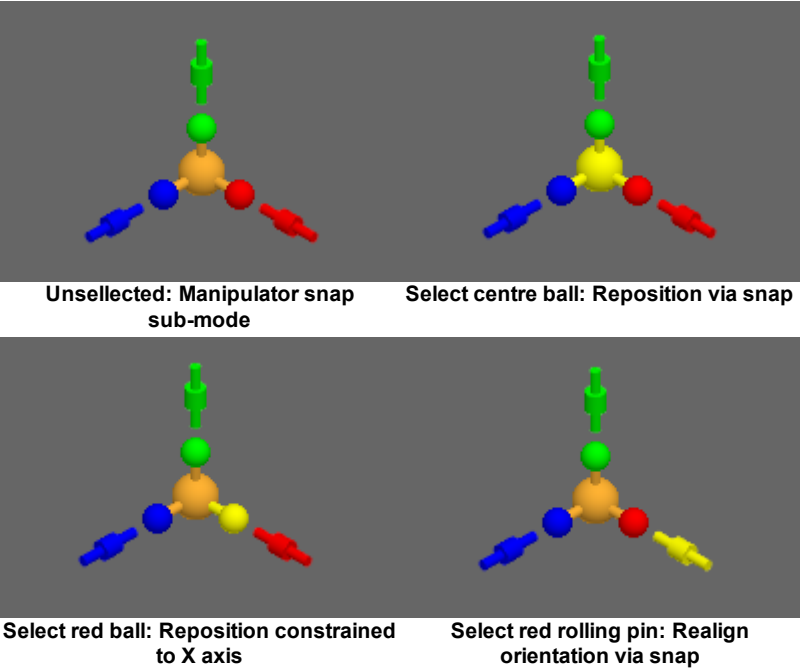 Unsellected: Manipulator snap
sub-mode
Select centre ball: Reposition via snap
Select red ball: Reposition constrained
to X axis
Select red rolling pin: Realign
orientation via snap